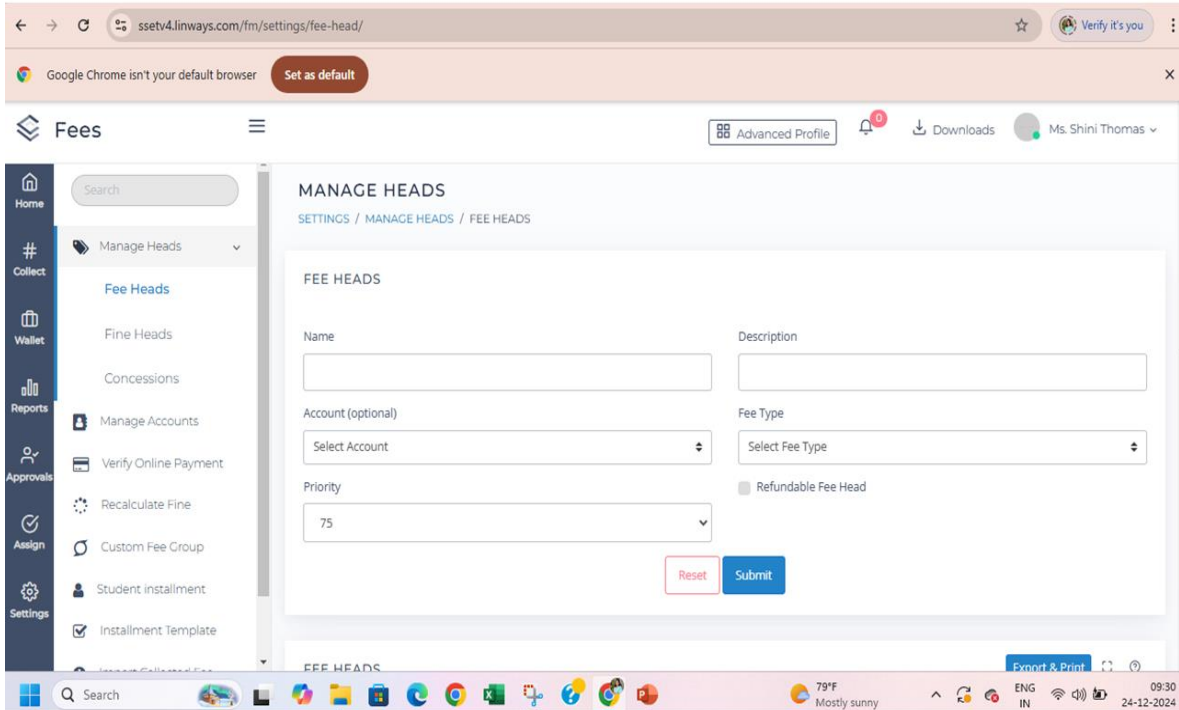 ssetv4.linways.com/fm/settings/fee-head/
Verify it's you
Google Chrome isn't your default browser
Set as default
Fees
Advanced Profile
0
Downloads
Ms. Shini Thomas
Home
Collect
Wallet
Reports
Approvals
Assign
Settings
Search
Manage Heads
Fee Heads
Fine Heads
Concessions
Manage Accounts
Verify Online Payment
Recalculate Fine
Custom Fee Group
Student installment
Installment Template
Import Collected Fee
MANAGE HEADS
SETTINGS / MANAGE HEADS / FEE HEADS
FEE HEADS
Name
Description
Account (optional)
Fee Type
Select Account
Select Fee Type
Priority
Refundable Fee Head
75
Reset
Submit
FEE HEADS
Export & Print
Search
79°F
Mostly sunny
ENG
IN
09:30
24-12-2024